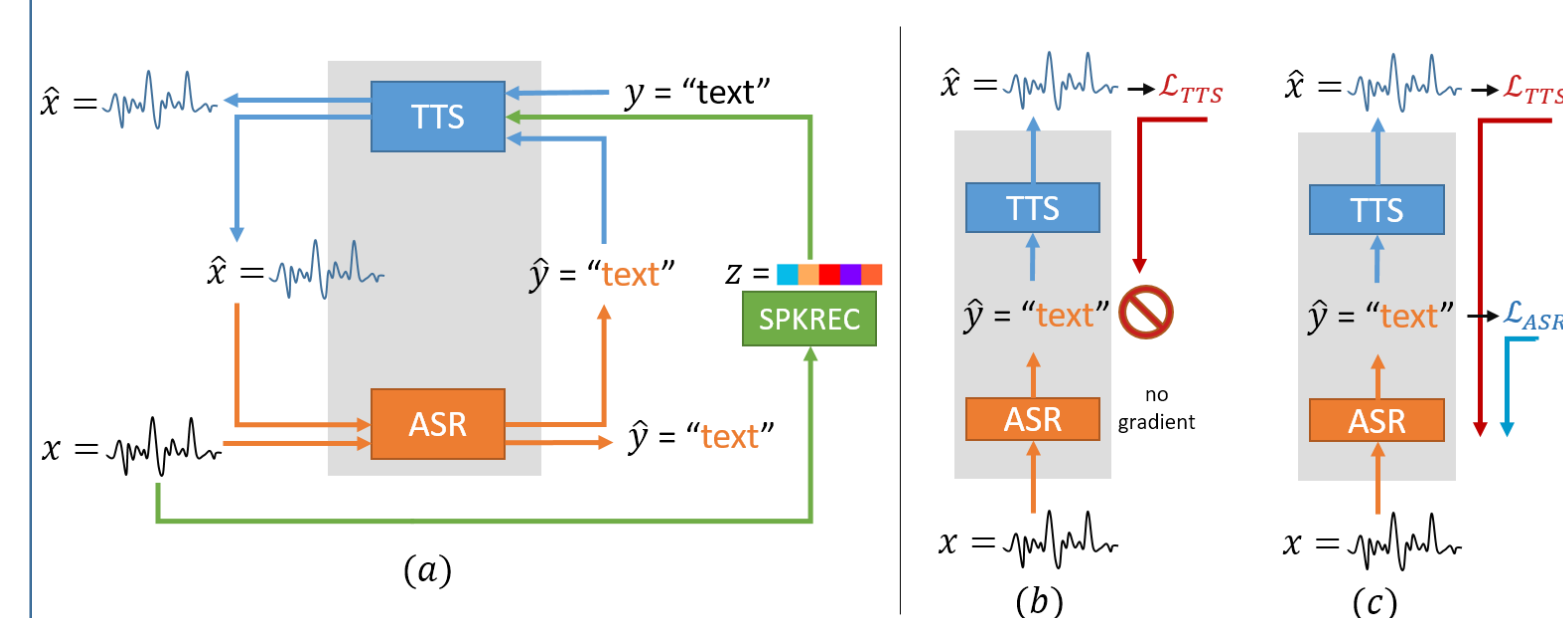 x̂ =
TTS
y = “text”
x̂ =
ŷ = “text”
z =
SPKREC
x =
ASR
ŷ = “text”
(a)
x̂ = → ℒTTS
TTS
ŷ = “text”
no
gradient
ASR
x =
(b)
x̂ = → ℒTTS
TTS
ŷ = “text” → ℒASR
ASR
x =
(c)